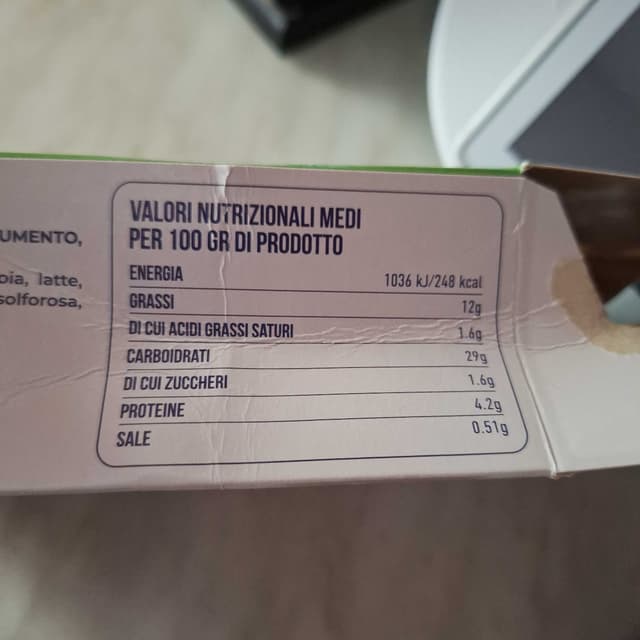 UMENTO,
latte,
solforosa,
VALORI NUTRIZIONALI MEDI
PER 100 GR DI PRODOTTO
ENERGIA 1036 kJ/248 kcal
GRASSI 12g
DI CUI ACIDI GRASSI SATURI 1.6g
CARBOIDRATI 29g
DI CUI ZUCCHERI 1.6g
PROTEINE 4.2g
SALE 0.51g